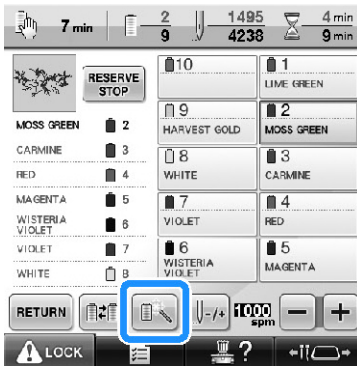 7 min 2 1495 4 min
9 4238 9 min
RESERVE
STOP
MOSS GREEN 2
CARMINE 3
RED 4
MAGENTA 5
WISTERIA
VIOLET 6
VIOLET 7
WHITE 8
10
1
LIME GREEN
9
HARVEST GOLD
2
MOSS GREEN
8
WHITE
3
CARMINE
7
VIOLET
4
RED
6
WISTERIA
VIOLET
5
MAGENTA
RETURN
-/+
1000
spm
- +
LOCK
?